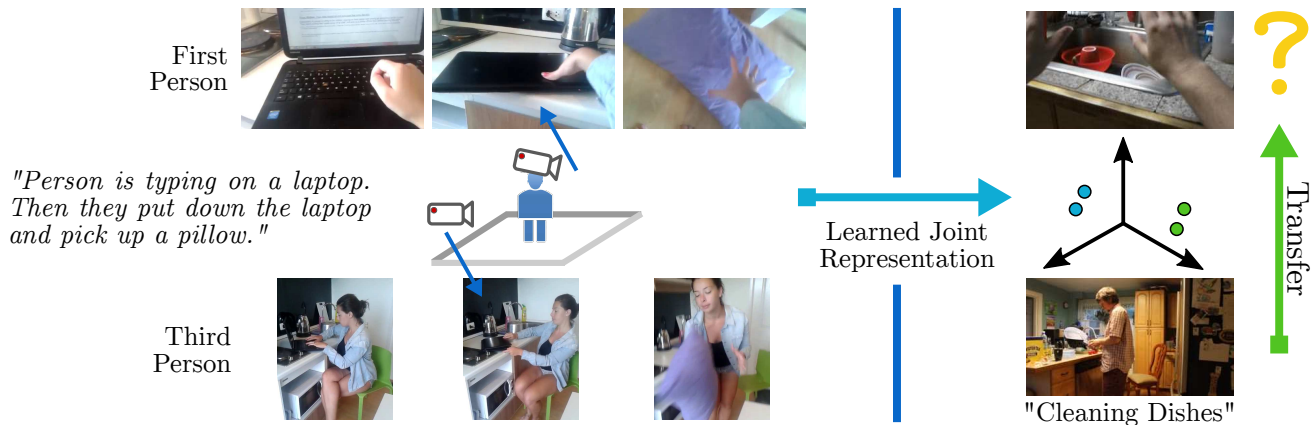 First
Person
?
"Person is typing on a laptop.
Then they put down the laptop
and pick up a pillow."
Learned Joint
Representation
Transfer
Third
Person
"Cleaning Dishes"